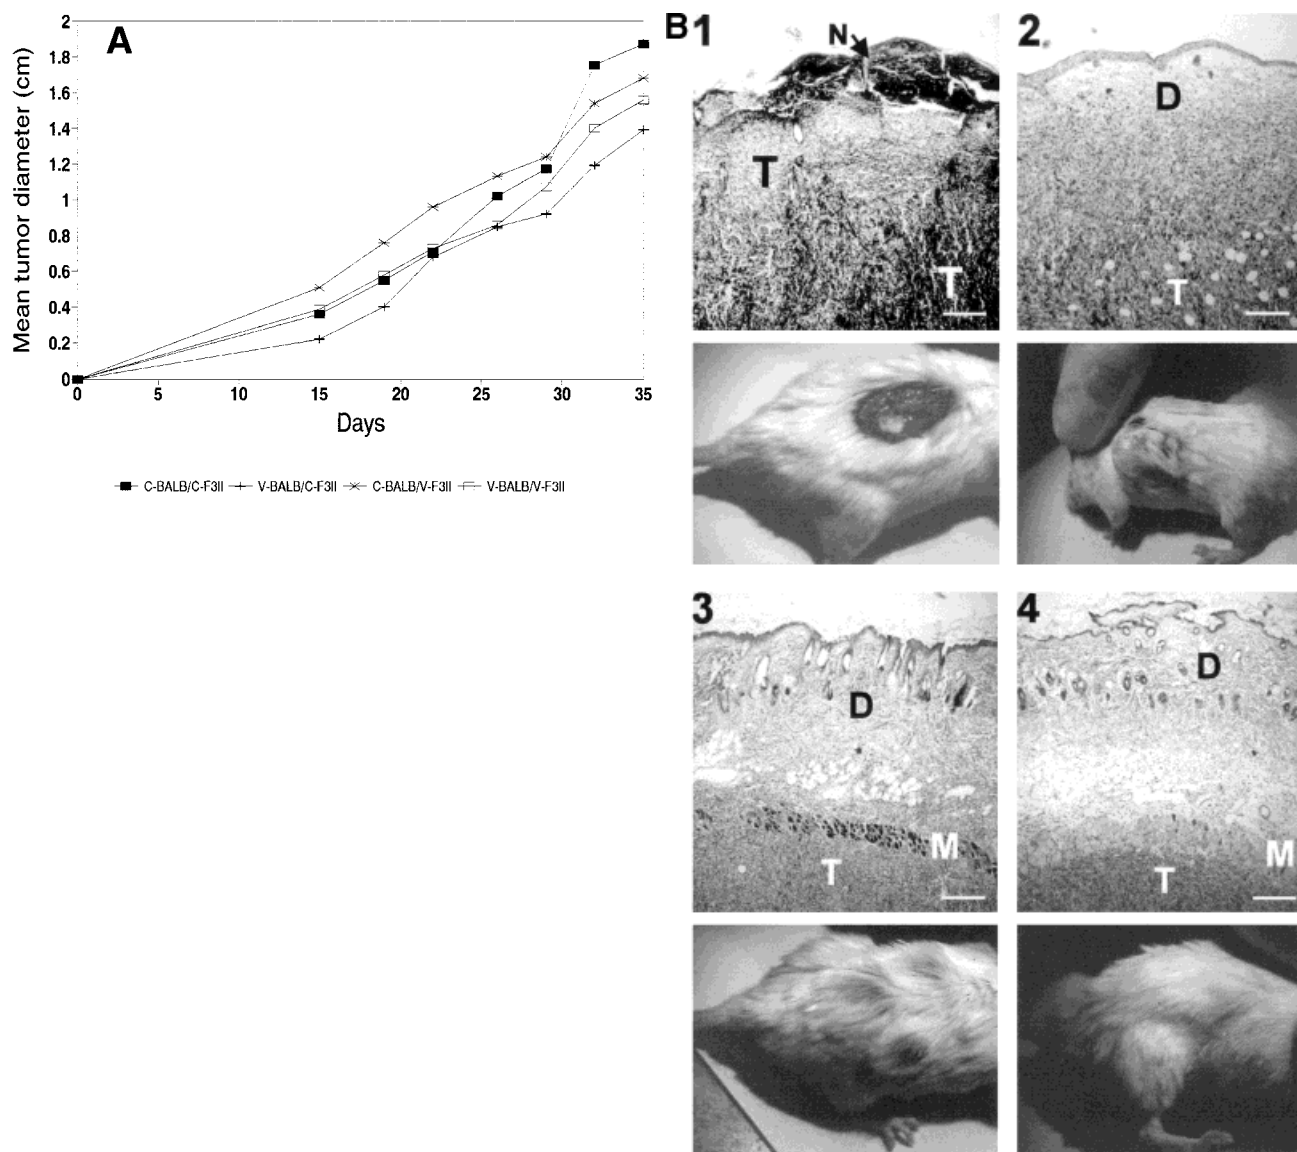 A
Mean tumor diameter (cm)
2
1.8
1.6
1.4
1.2
1
0.8
0.6
0.4
0.2
0
0 5 10 15 20 25 30 35
Days
C-BALB/C-F3II V-BALB/C-F3II C-BALB/V-F3II V-BALB/V-F3II
B
1
N
T
T
2
D
T
3
D
M
T
4
D
M
T